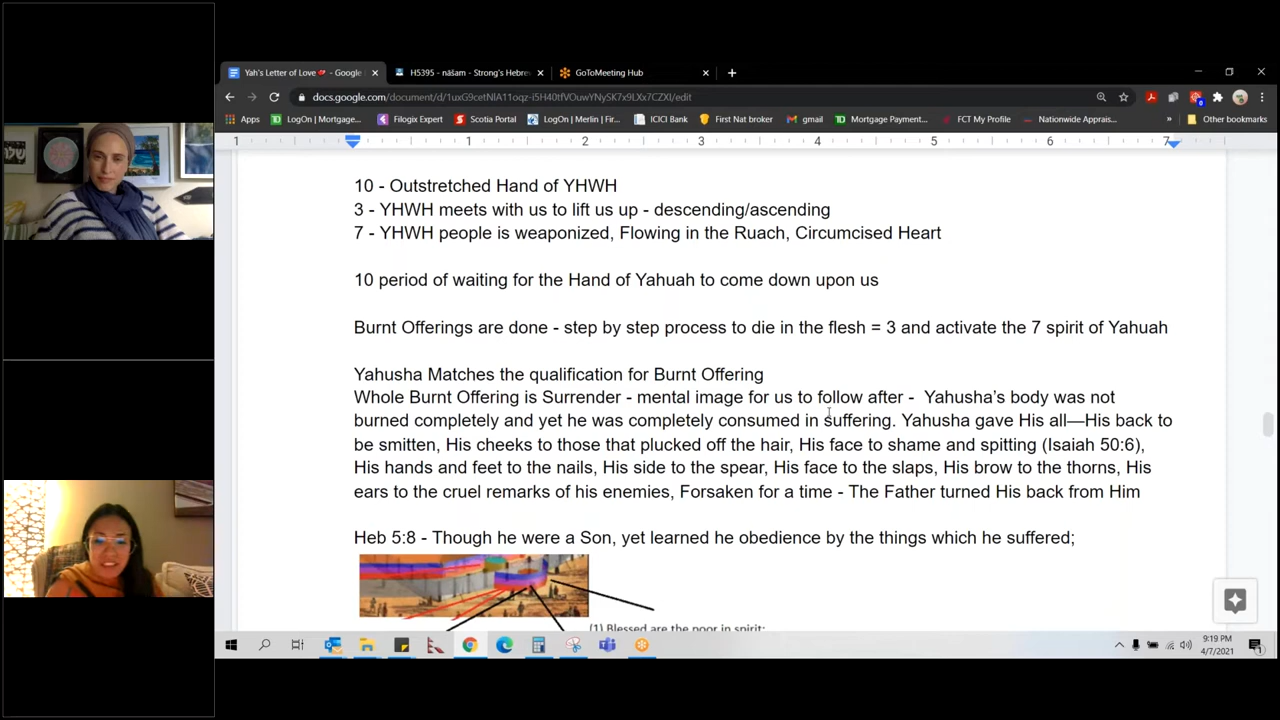 Yah's Letter of Love
- Google
H5395 - nâšam - Strong's Hebrew
GoToMeeting Hub
docs.google.com/document/d/1uxG9cetNlA11oqz-i5H40tfVOuwYNySK7x9LXx7CZXI/edit
Apps
LogOn | Mortgage...
Filogix Expert
Scotia Portal
LogOn | Merlin | Fir...
ICICI Bank
First Nat broker
gmail
Mortgage Payment...
FCT My Profile
Nationwide Apprais...
»
Other bookmarks
1 1 2 3 4 5 6 7
10 - Outstretched Hand of YHWH
3 - YHWH meets with us to lift us up - descending/ascending
7 - YHWH people is weaponized, Flowing in the Ruach, Circumcised Heart
10 period of waiting for the Hand of Yahuah to come down upon us
Burnt Offerings are done - step by step process to die in the flesh = 3 and activate the 7 spirit of Yahuah
Yahusha Matches the qualification for Burnt Offering
Whole Burnt Offering is Surrender - mental image for us to follow after - Yahusha's body was not
burned completely and yet he was completely consumed in suffering. Yahusha gave His all—His back to
be smitten, His cheeks to those that plucked off the hair, His face to shame and spitting (Isaiah 50:6),
His hands and feet to the nails, His side to the spear, His face to the slaps, His brow to the thorns, His
ears to the cruel remarks of his enemies, Forsaken for a time - The Father turned His back from Him
Heb 5:8 - Though he were a Son, yet learned he obedience by the things which he suffered;
(1) Blessed are the poor in spirit:
9:19 PM
4/7/2021